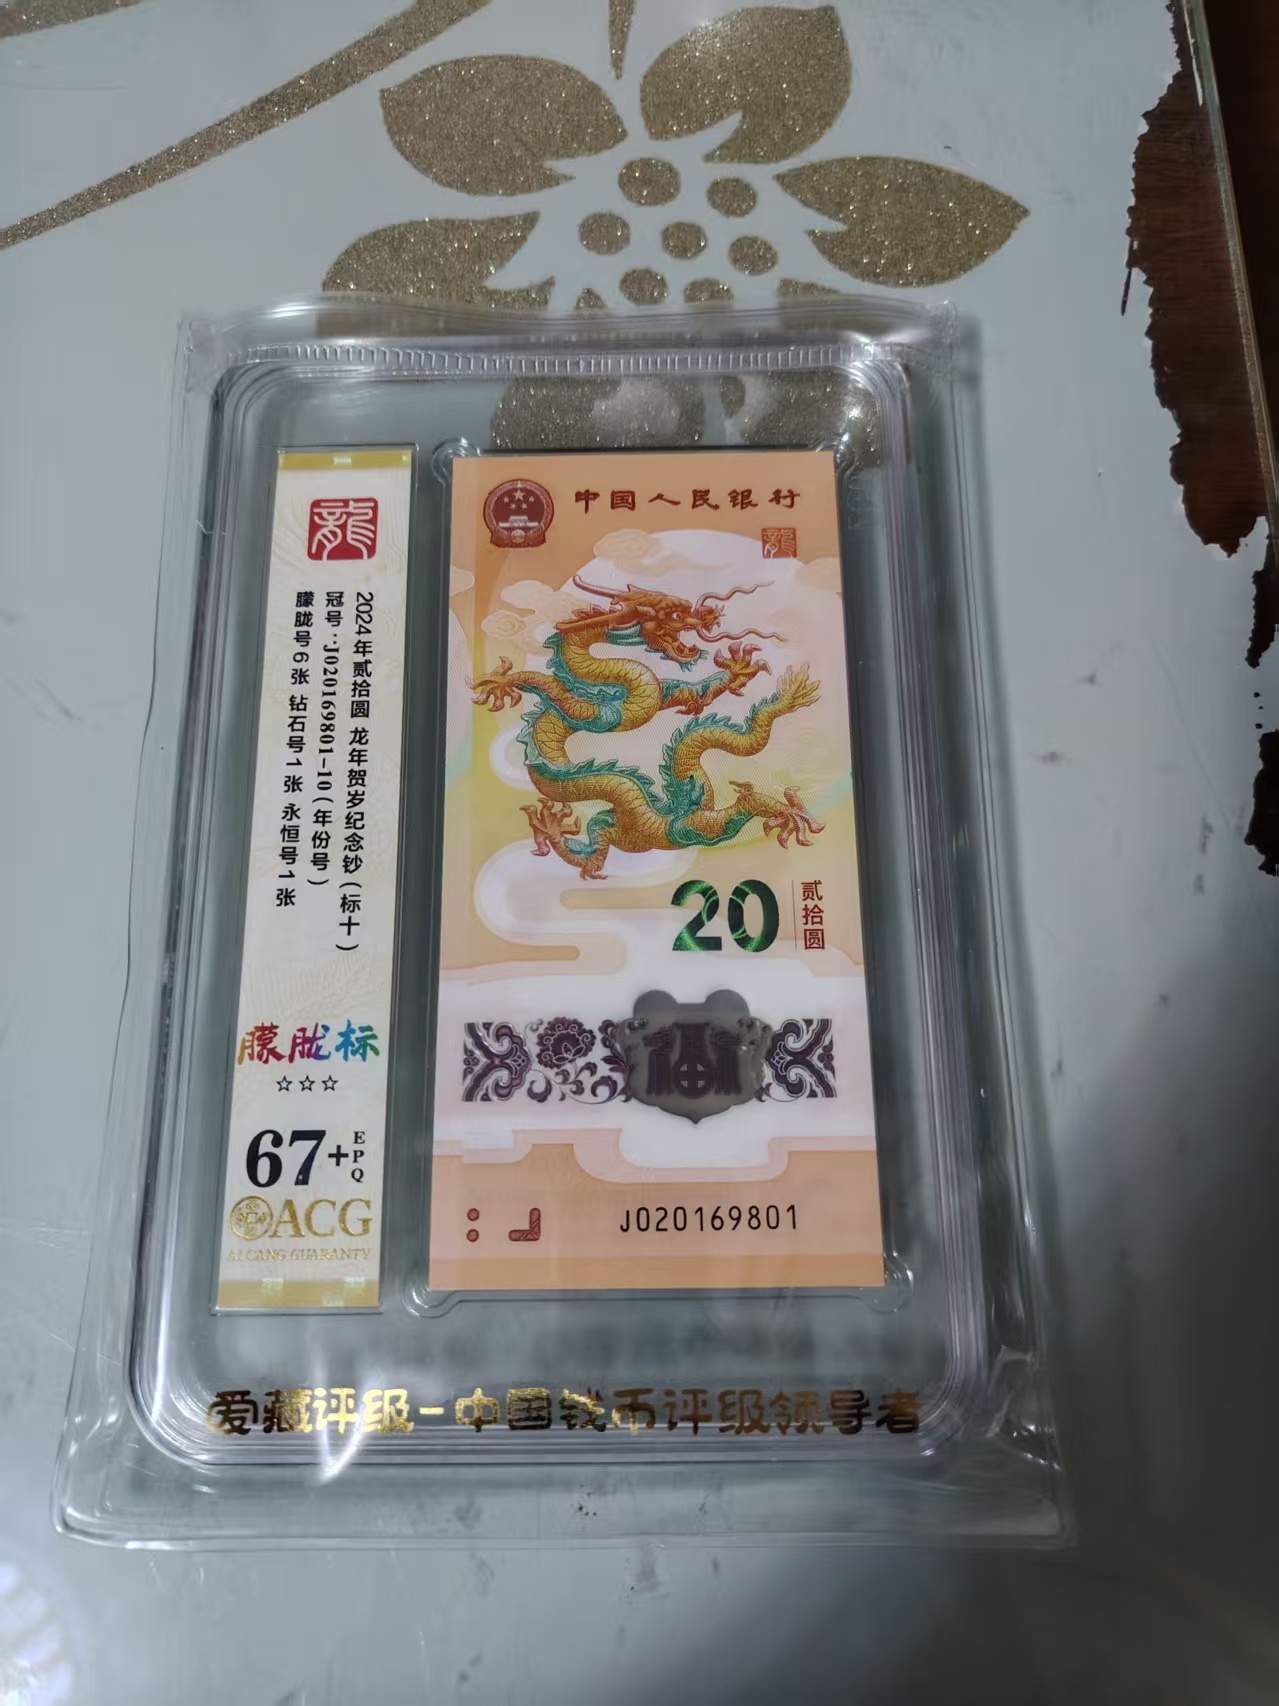 龍
2024年贰拾圆 龙年贺岁纪念钞(标十)
冠号:J020169801-10(年份号)
朦胧号6张 钻石号1张 永恒号1张
朦胧标
☆☆☆
67+EPQ
ACG
AI CANG GUARANTY
中国人民银行
龍
20
贰拾圆
福
J020169801
爱藏评级-中国钱币评级领导者